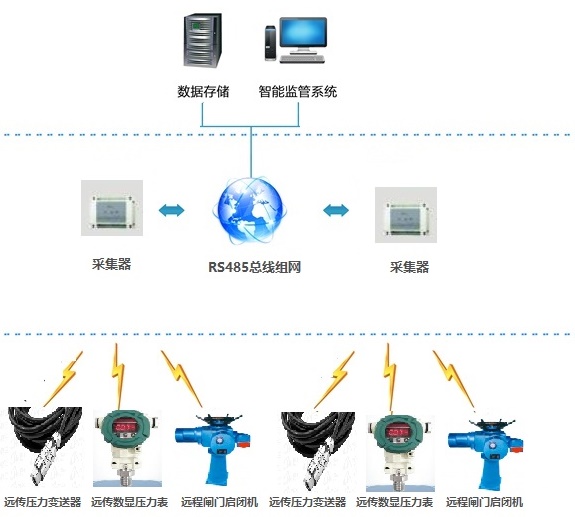 数据存储 智能监管系统
采集器 RS485总线组网 采集器
远传压力变送器 远传数显压力表 远程闸门启闭机 远传压力变送器 远传数显压力表 远程闸门启闭机